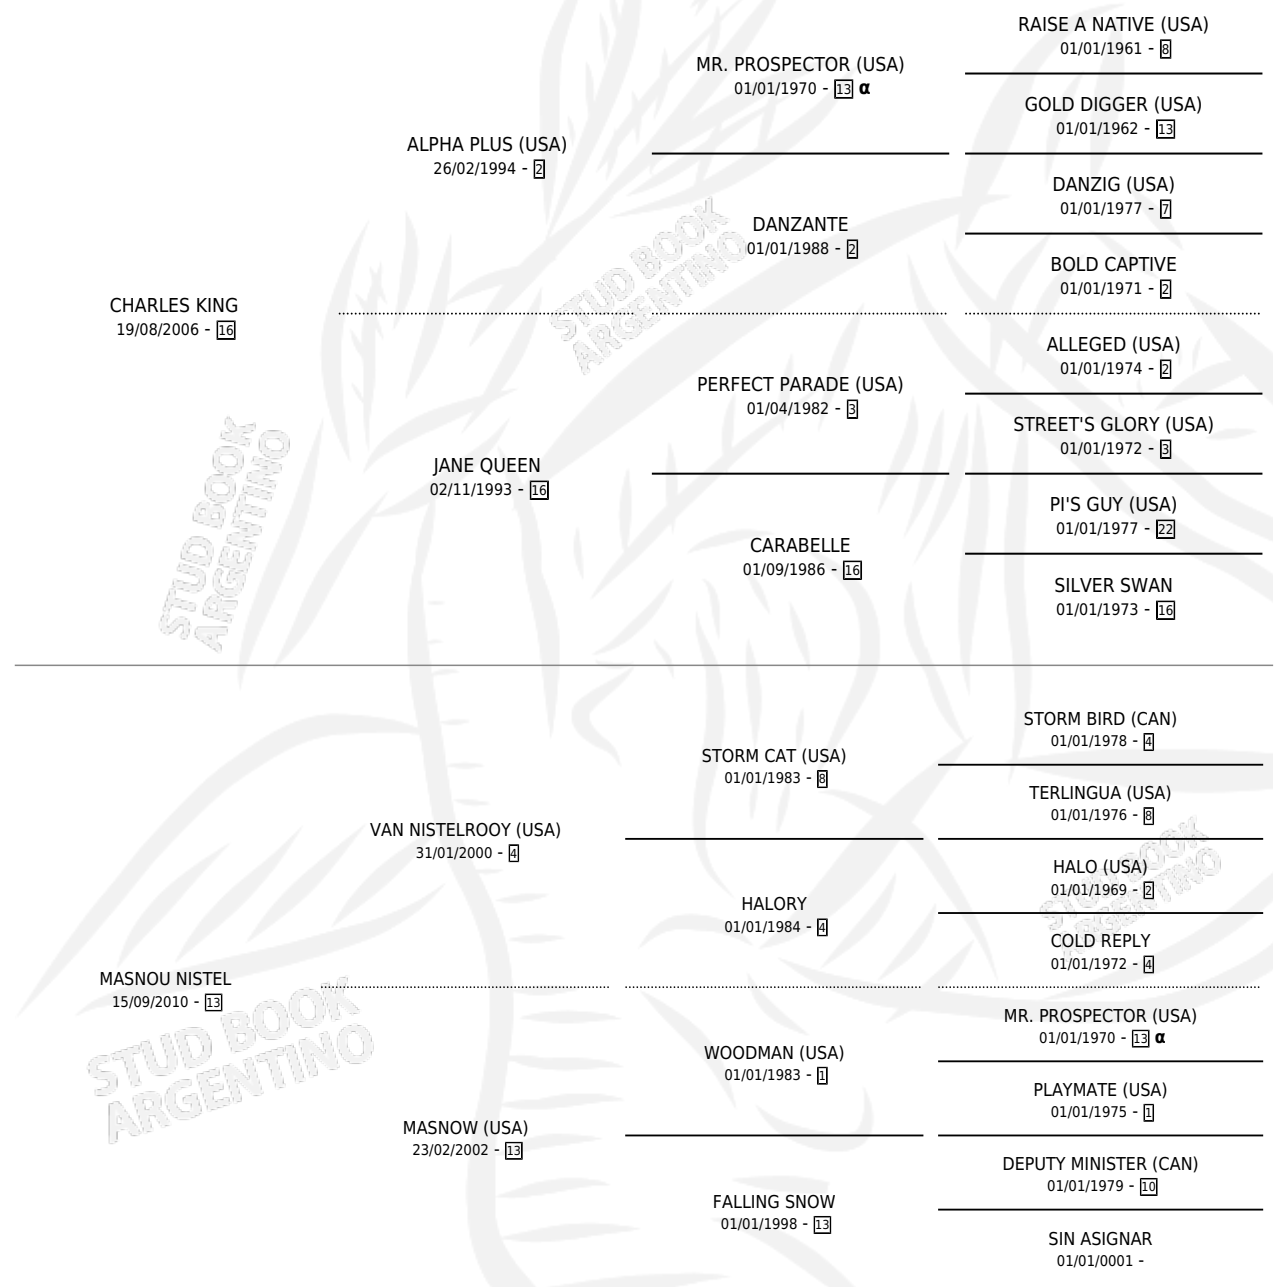 RAISE A NATIVE (USA)
01/01/1961 - 8
MR. PROSPECTOR (USA)
01/01/1970 - 13 α
GOLD DIGGER (USA)
01/01/1962 - 13
ALPHA PLUS (USA)
26/02/1994 - 2
DANZIG (USA)
01/01/1977 - 7
DANZANTE
01/01/1988 - 2
BOLD CAPTIVE
01/01/1971 - 2
CHARLES KING
19/08/2006 - 16
ALLEGED (USA)
01/01/1974 - 2
PERFECT PARADE (USA)
01/04/1982 - 3
STREET'S GLORY (USA)
01/01/1972 - 3
JANE QUEEN
02/11/1993 - 16
PI'S GUY (USA)
01/01/1977 - 22
CARABELLE
01/09/1986 - 16
SILVER SWAN
01/01/1973 - 16
STORM BIRD (CAN)
01/01/1978 - 4
STORM CAT (USA)
01/01/1983 - 8
TERLINGUA (USA)
01/01/1976 - 8
VAN NISTELROOY (USA)
31/01/2000 - 4
HALO (USA)
01/01/1969 - 2
HALORY
01/01/1984 - 4
COLD REPLY
01/01/1972 - 4
MASNOU NISTEL
15/09/2010 - 13
MR. PROSPECTOR (USA)
01/01/1970 - 13 α
WOODMAN (USA)
01/01/1983 - 1
PLAYMATE (USA)
01/01/1975 - 1
MASNOW (USA)
23/02/2002 - 13
DEPUTY MINISTER (CAN)
01/01/1979 - 10
FALLING SNOW
01/01/1998 - 13
SIN ASIGNAR
01/01/0001 -
STUD BOOK
ARGENTINO
STUD BOOK
ARGENTINO
STUD BOOK
ARGENTINO
STUD BOOK
ARGENTINO